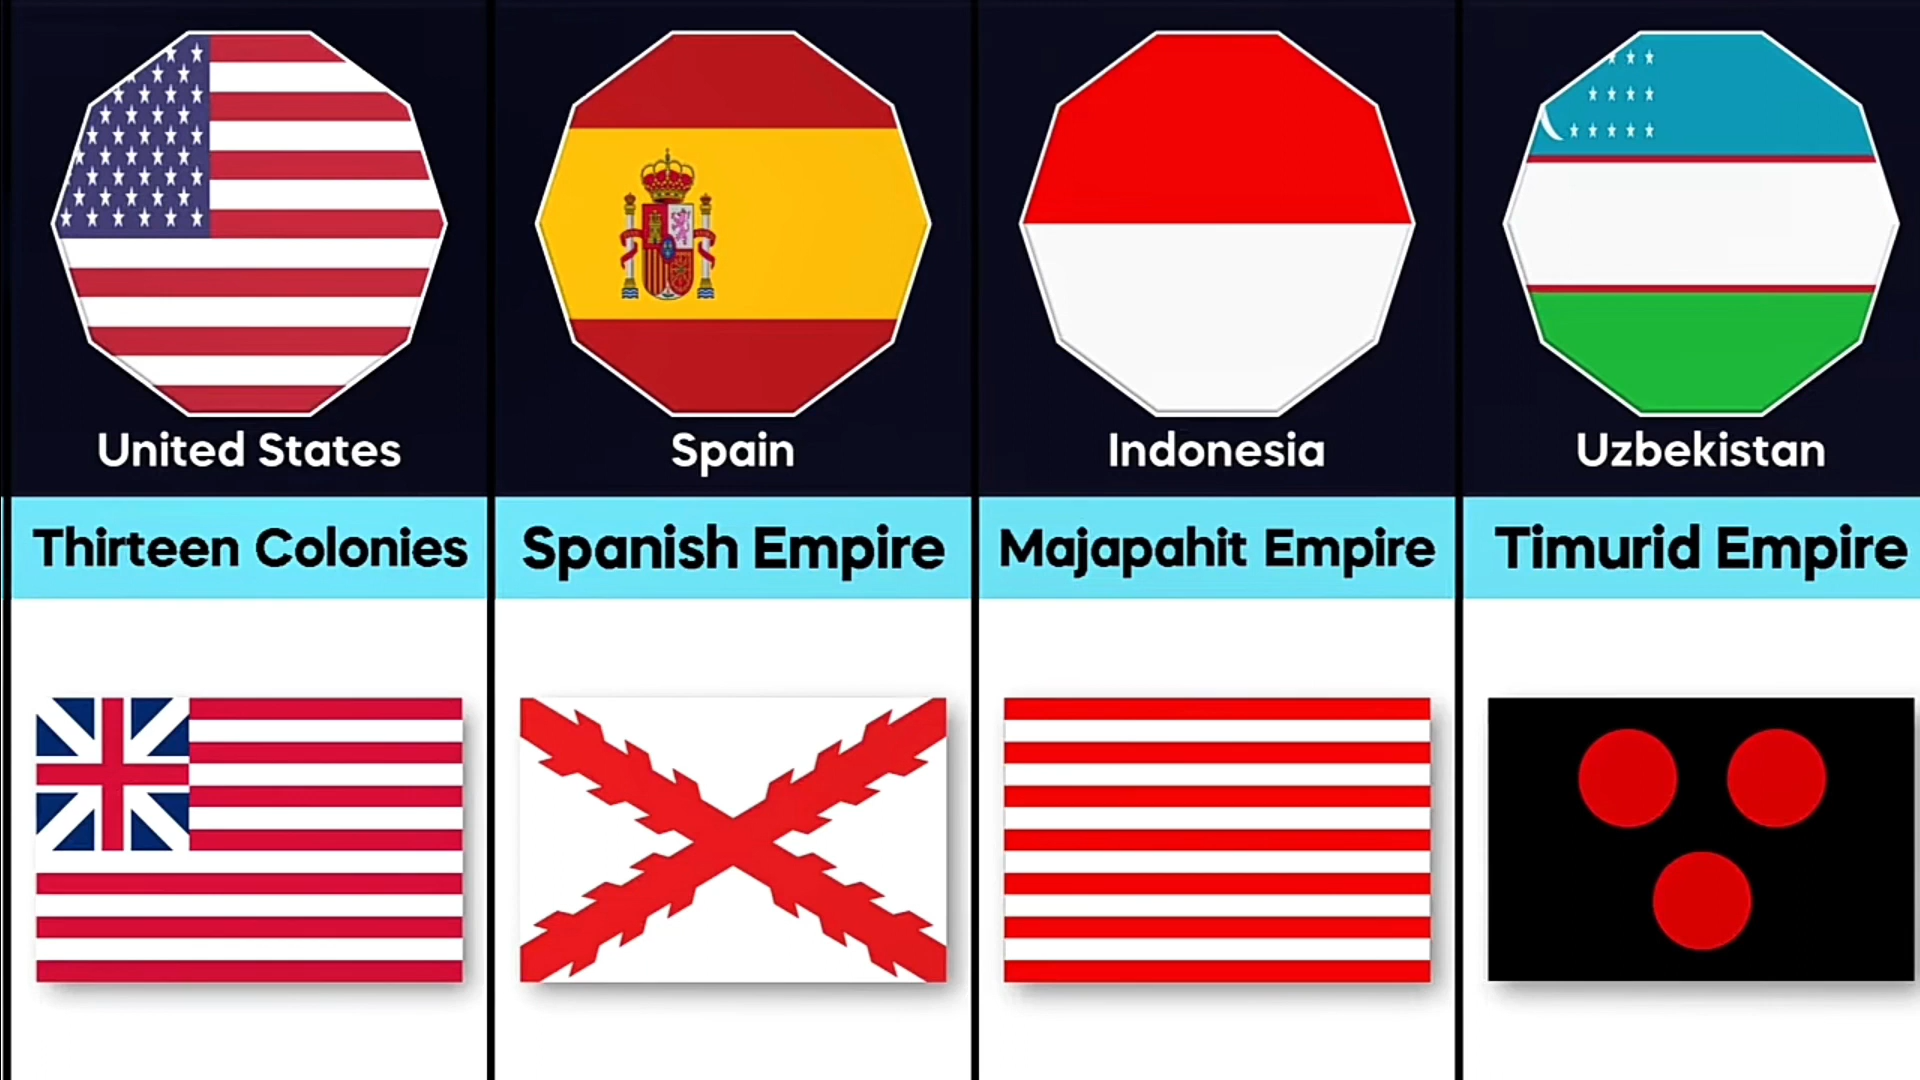 United States
Spain
Indonesia
Uzbekistan
Thirteen Colonies
Spanish Empire
Majapahit Empire
Timurid Empire